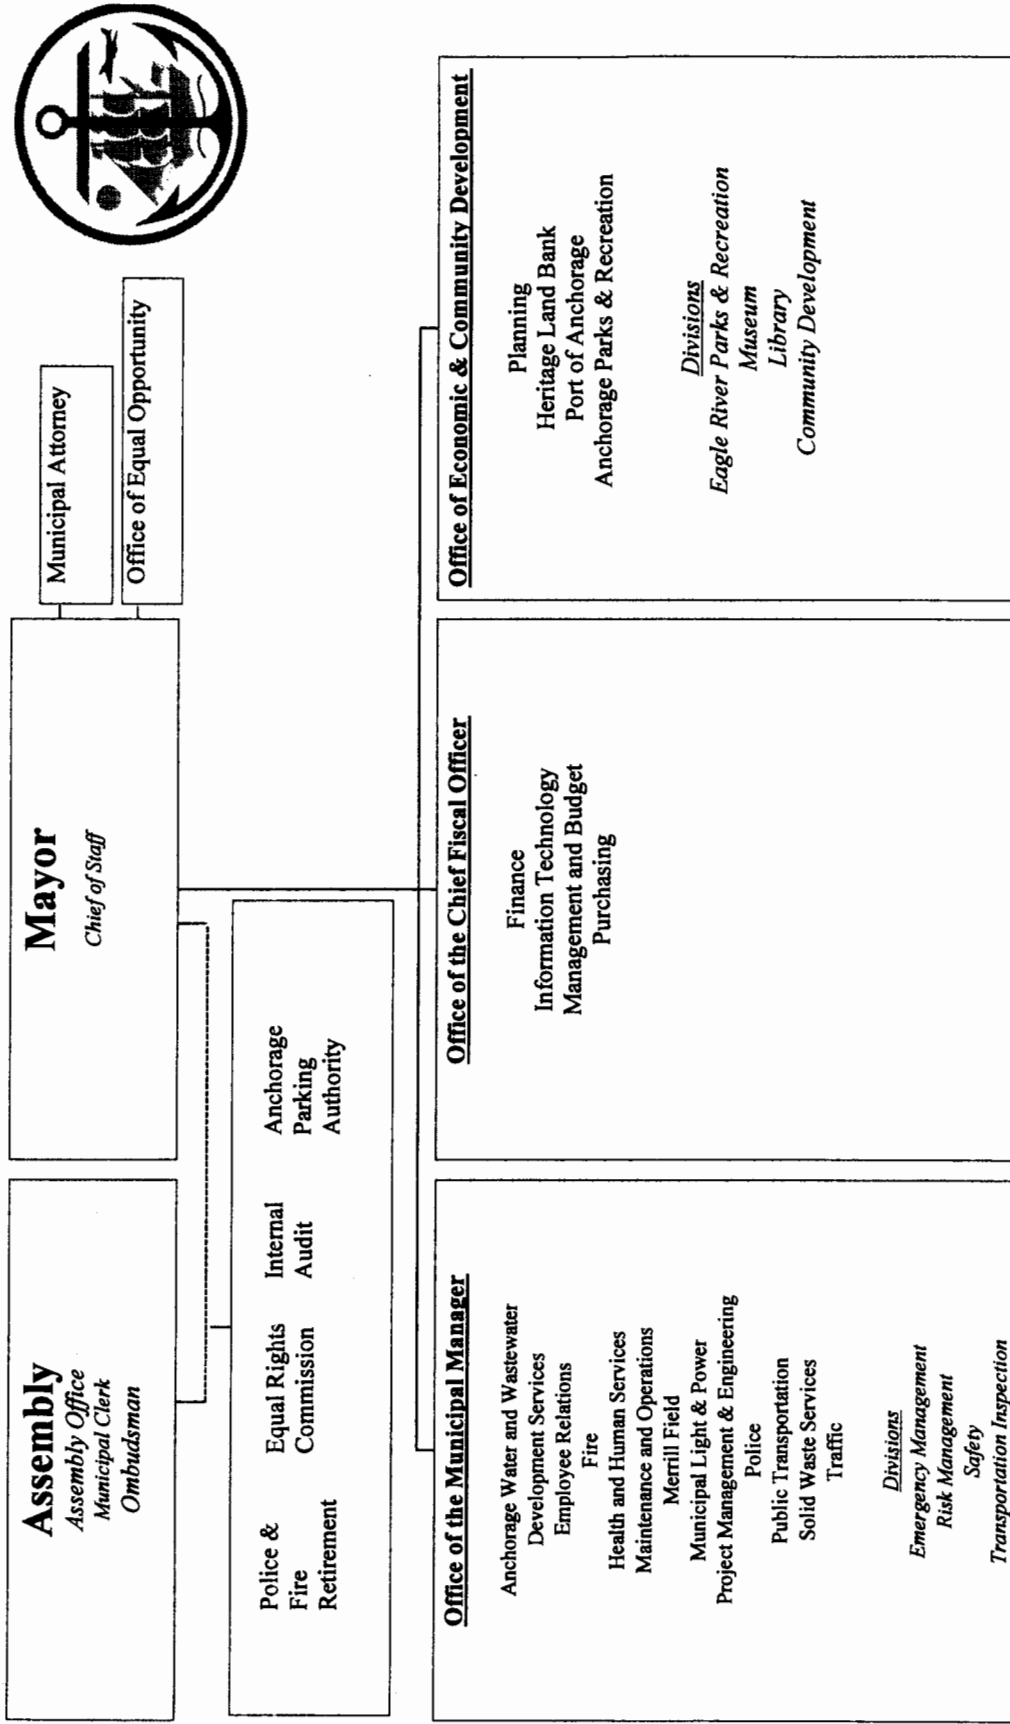 Assembly
Assembly Office
Municipal Clerk
Ombudsman
Mayor
Chief of Staff
Municipal Attorney
Office of Equal Opportunity
Police &
Fire
Retirement
Equal Rights
Commission
Internal
Audit
Anchorage
Parking
Authority
Office of the Municipal Manager
Anchorage Water and Wastewater
Development Services
Employee Relations
Fire
Health and Human Services
Maintenance and Operations
Merrill Field
Municipal Light & Power
Project Management & Engineering
Police
Public Transportation
Solid Waste Services
Traffic
Divisions
Emergency Management
Risk Management
Safety
Transportation Inspection
Office of the Chief Fiscal Officer
Finance
Information Technology
Management and Budget
Purchasing
Office of Economic & Community Development
Planning
Heritage Land Bank
Port of Anchorage
Anchorage Parks & Recreation
Divisions
Eagle River Parks & Recreation
Museum
Library
Community Development